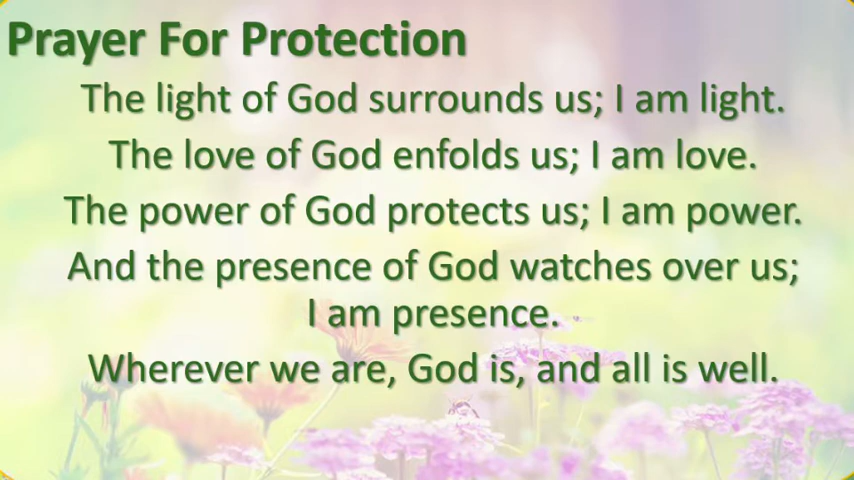 Prayer For Protection
The light of God surrounds us; I am light.
The love of God enfolds us; I am love.
The power of God protects us; I am power.
And the presence of God watches over us;
I am presence.
Wherever we are, God is, and all is well.